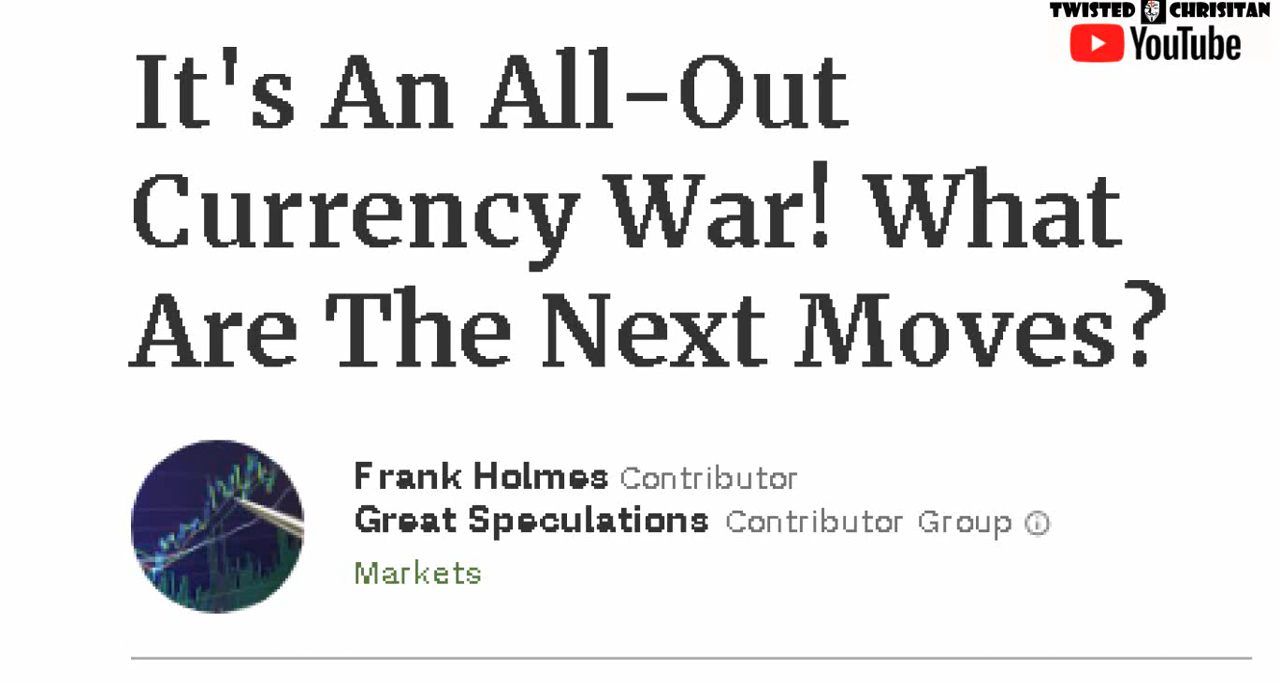 TWISTED CHRISITAN
YouTube
It's An All-Out
Currency War! What
Are The Next Moves?
Frank Holmes Contributor
Great Speculations Contributor Group
Markets